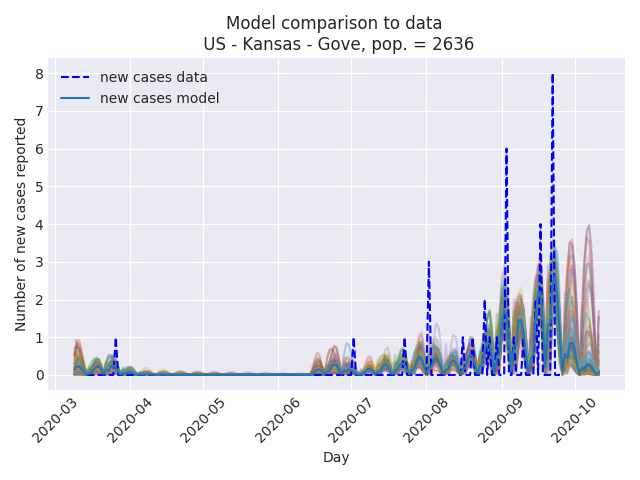 Model comparison to data
US - Kansas - Gove, pop. = 2636
8
7
6
5
4
3
2
1
0
Number of new cases reported
new cases data
new cases model
2020-03
2020-04
2020-05
2020-06
2020-07
2020-08
2020-09
2020-10
Day